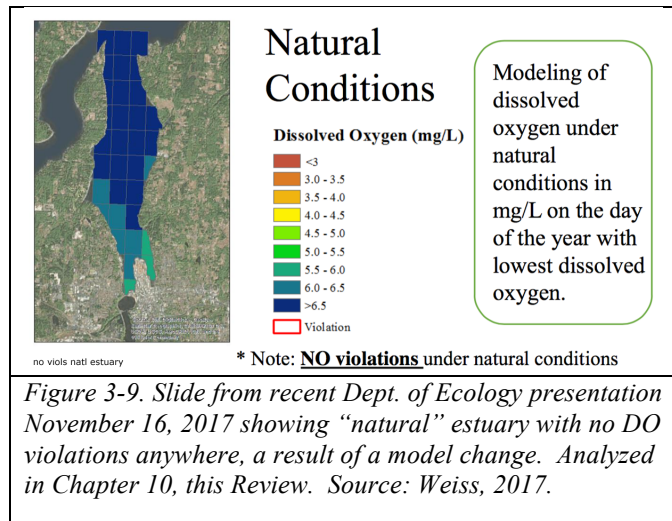 Natural
Conditions
Dissolved Oxygen (mg/L)
<3
3.0 - 3.5
3.5 - 4.0
4.0 - 4.5
4.5 - 5.0
5.0 - 5.5
5.5 - 6.0
6.0 - 6.5
>6.5
Violation
Modeling of
dissolved
oxygen under
natural
conditions in
mg/L on the day
of the year with
lowest dissolved
oxygen.
no viols natl estuary
* Note: NO violations under natural conditions
Figure 3-9. Slide from recent Dept. of Ecology presentation
November 16, 2017 showing “natural” estuary with no DO
violations anywhere, a result of a model change. Analyzed
in Chapter 10, this Review. Source: Weiss, 2017.